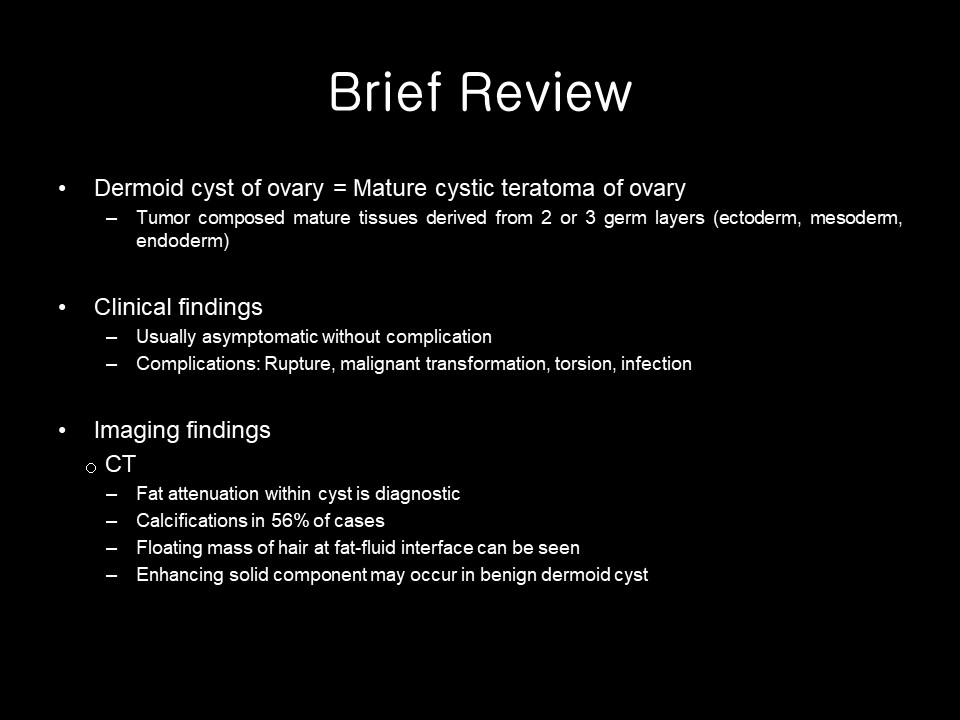 Brief Review
• Dermoid cyst of ovary = Mature cystic teratoma of ovary
– Tumor composed mature tissues derived from 2 or 3 germ layers (ectoderm, mesoderm,
endoderm)
• Clinical findings
– Usually asymptomatic without complication
– Complications: Rupture, malignant transformation, torsion, infection
• Imaging findings
o CT
– Fat attenuation within cyst is diagnostic
– Calcifications in 56% of cases
– Floating mass of hair at fat-fluid interface can be seen
– Enhancing solid component may occur in benign dermoid cyst